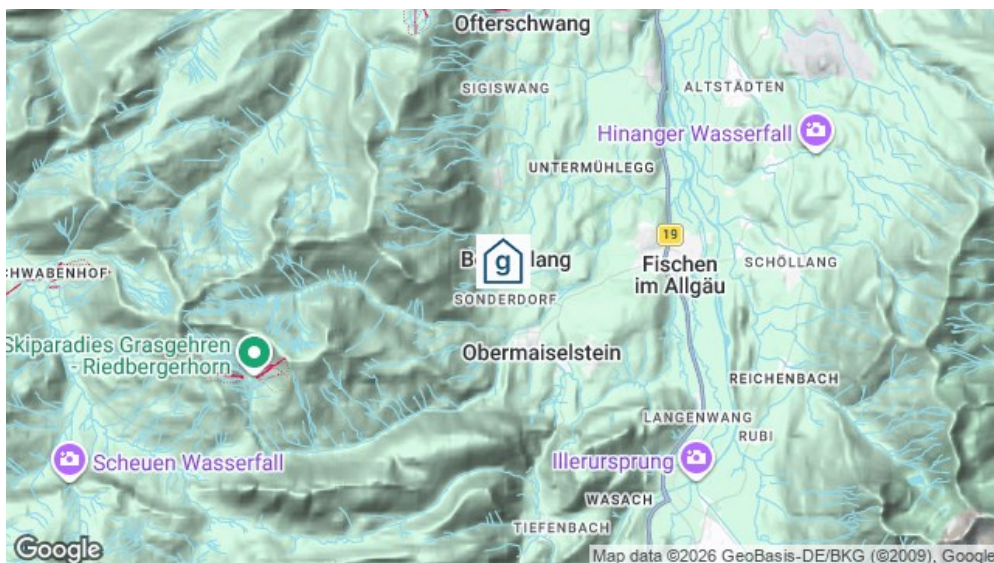 Ofterschwang
SIGISWANG
ALTSTÄDTEN
Hinanger Wasserfall
UNTERMÜHLEGG
19
g
lang
Fischen
im Allgäu
SCHÖLLANG
CHWABENHOF
SONDERDORF
Skiparadies Grasgehren
- Riedbergerhorn
Obermaiselstein
REICHENBACH
LANGENWANG
RUBI
Scheuen Wasserfall
Illerursprung
WASACH
TIEFENBACH
Google
Map data ©2026 GeoBasis-DE/BKG (©2009), Google